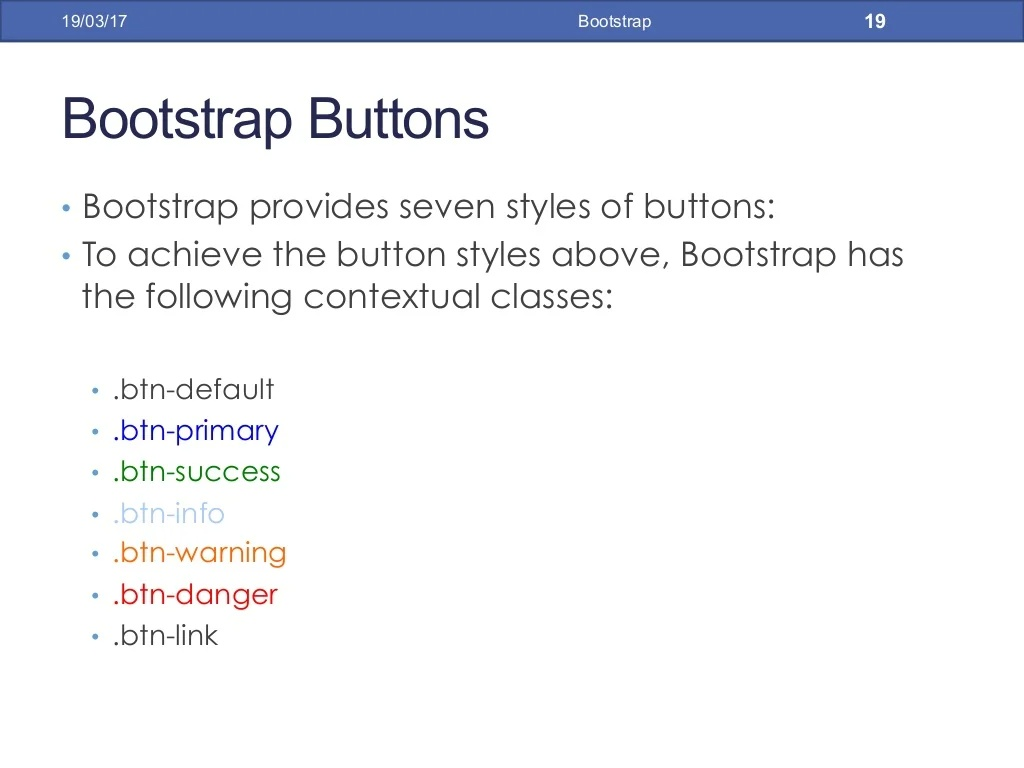 19/03/17 Bootstrap 19
Bootstrap Buttons
• Bootstrap provides seven styles of buttons:
• To achieve the button styles above, Bootstrap has
the following contextual classes:
• .btn-default
• .btn-primary
• .btn-success
• .btn-info
• .btn-warning
• .btn-danger
• .btn-link